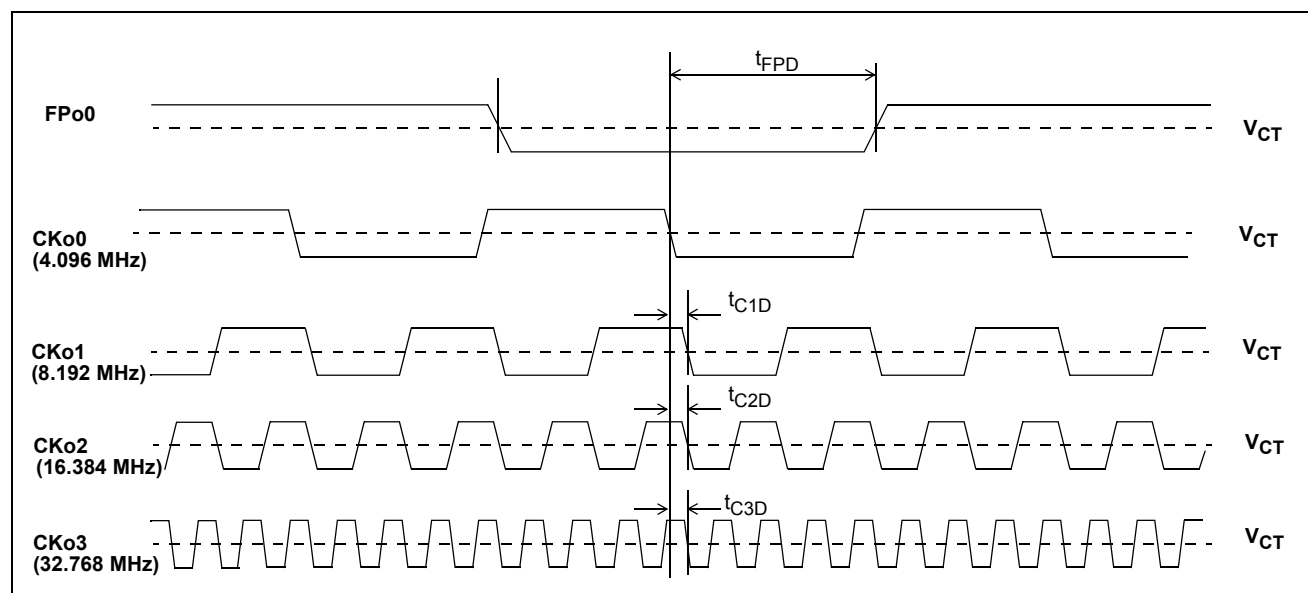 tFPD
FPo0
VCT
CKo0
(4.096 MHz)
VCT
tC1D
CKo1
(8.192 MHz)
VCT
tC2D
CKo2
(16.384 MHz)
VCT
tC3D
CKo3
(32.768 MHz)
VCT